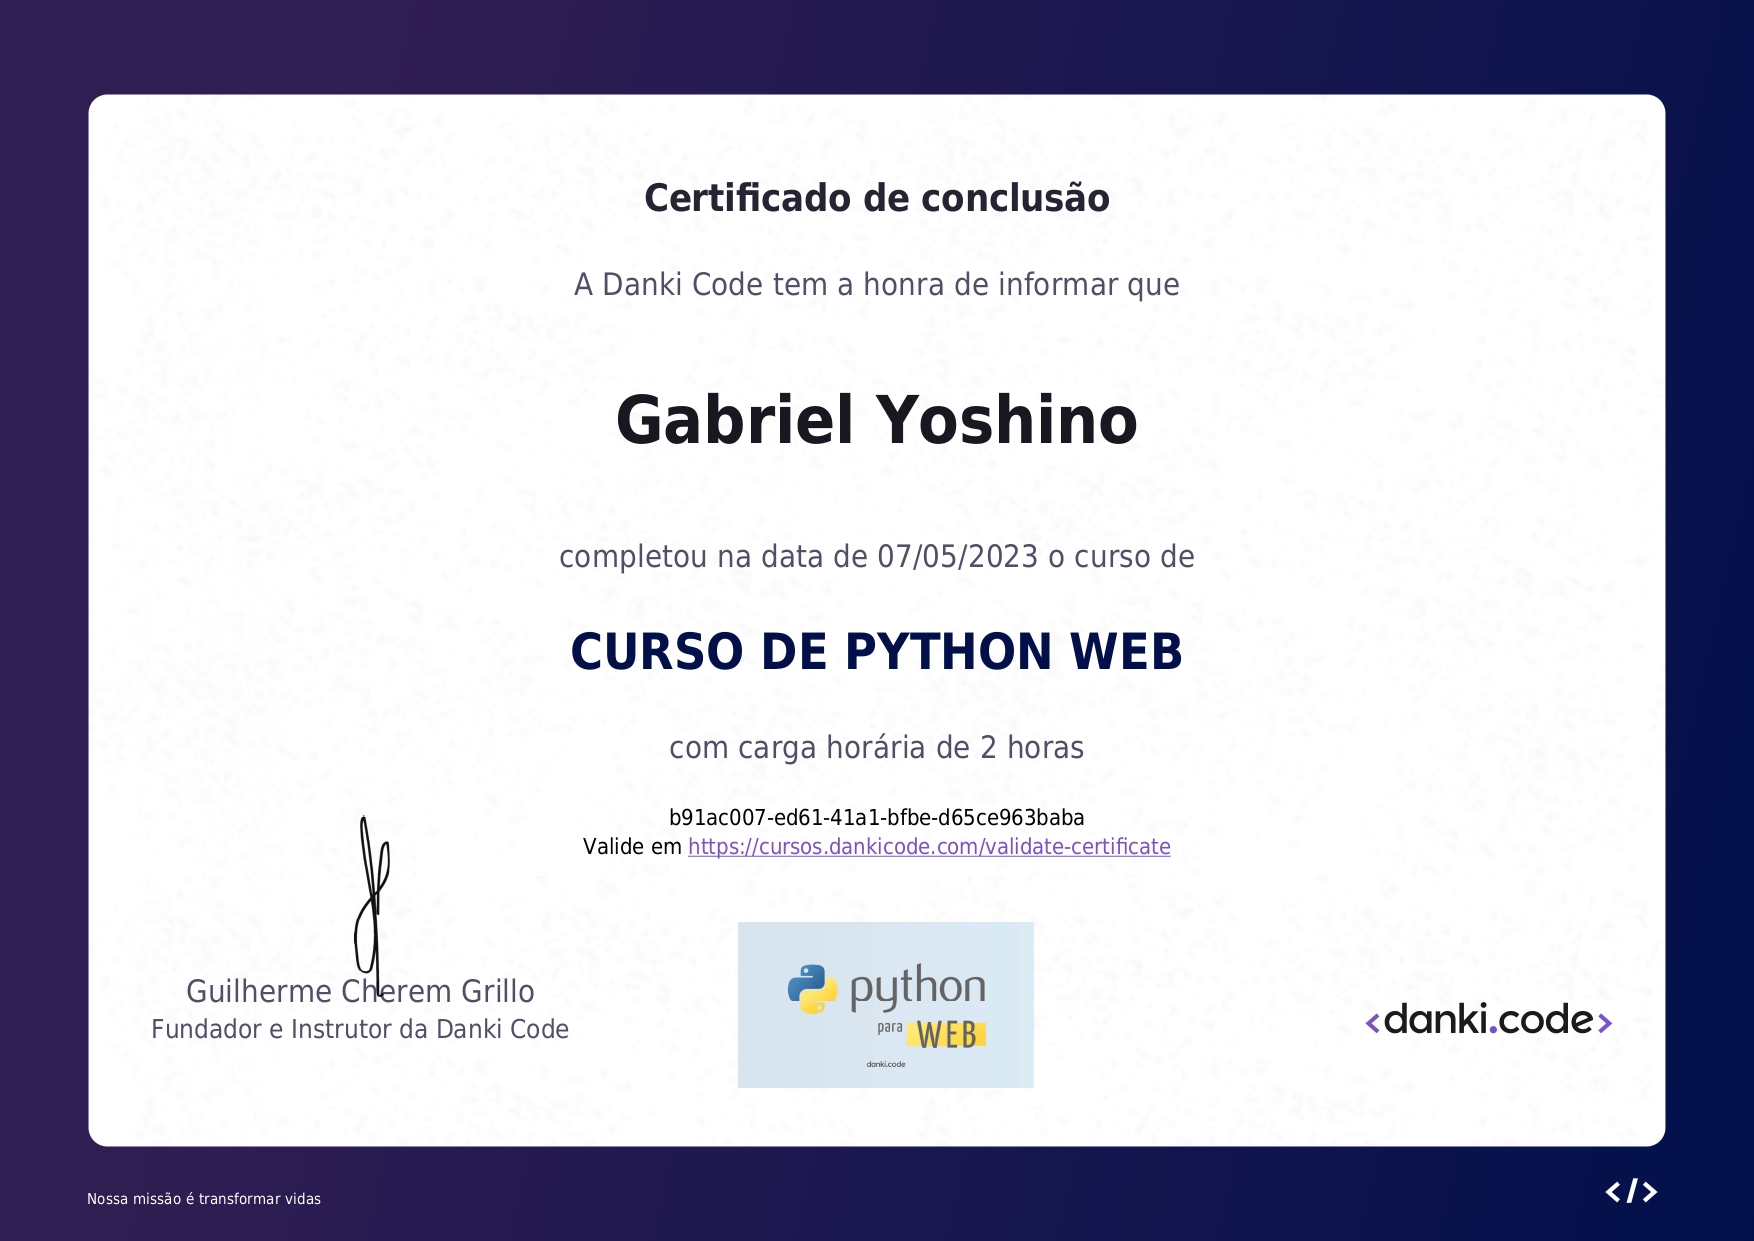 Certificado de conclusão
A Danki Code tem a honra de informar que
Gabriel Yoshino
completou na data de 07/05/2023 o curso de
CURSO DE PYTHON WEB
com carga horária de 2 horas
b91ac007-ed61-41a1-bfbe-d65ce963baba
Valide em https://cursos.dankicode.com/validate-certificate
Guilherme Cherem Grillo
Fundador e Instrutor da Danki Code
python
para WEB
danki.code
<danki.code>
Nossa missão é transformar vidas
</>